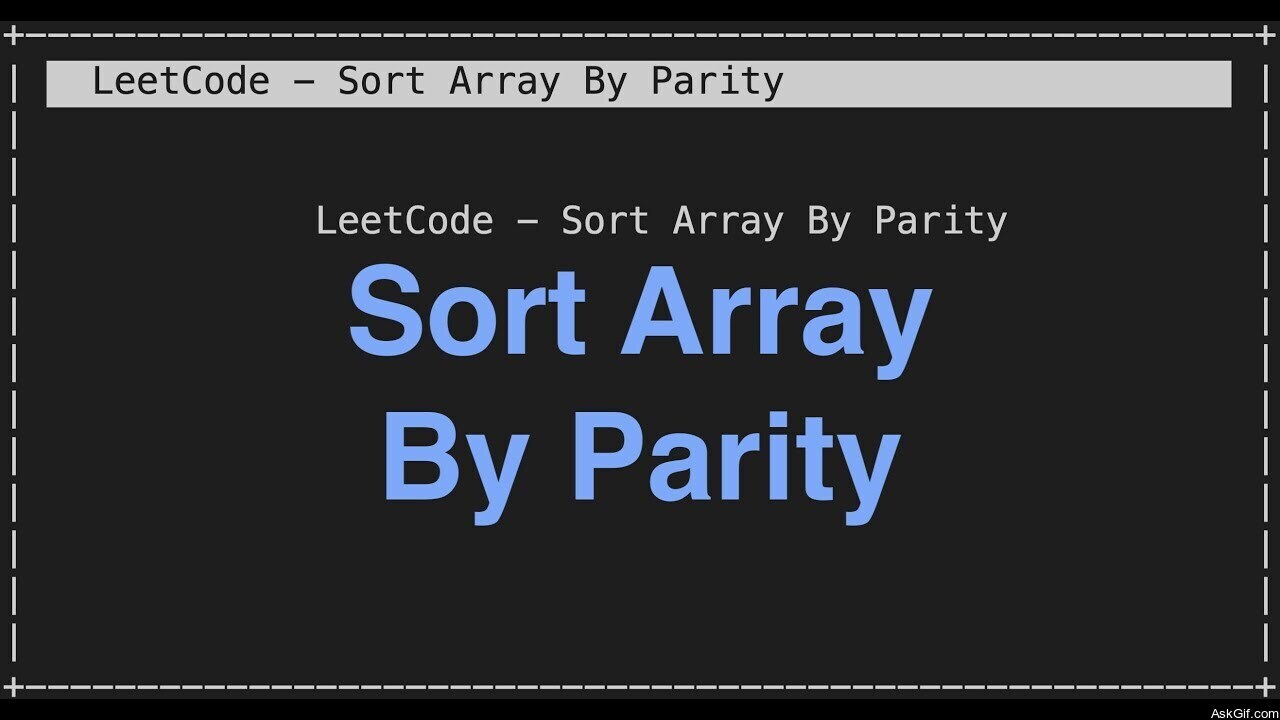 LeetCode – Sort Array By Parity
LeetCode – Sort Array By Parity
Sort Array
By Parity
AskGif.com